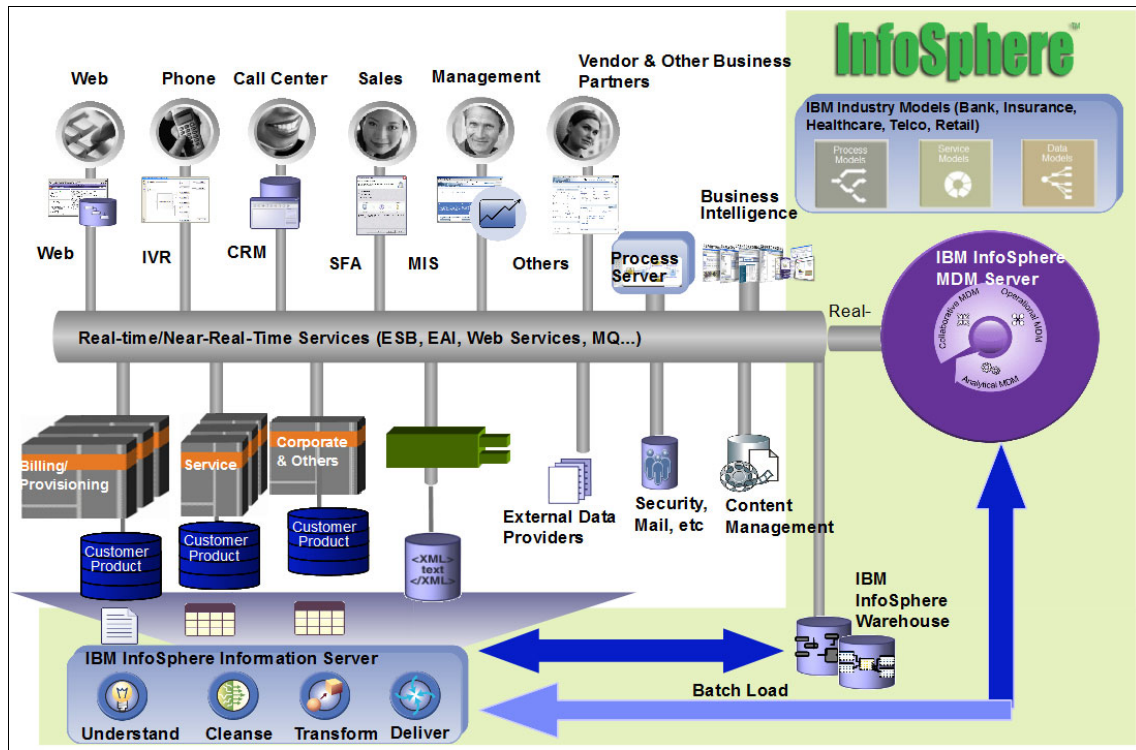 InfoSphere™
Web
Phone
Call Center
Sales
Management
Vendor & Other Business
Partners
IBM Industry Models (Bank, Insurance,
Healthcare, Telco, Retail)
Process
Models
Service
Models
Data
Models
Web
IVR
CRM
SFA
MIS
Others
Process
Server
Business
Intelligence
IBM InfoSphere
MDM Server
Collaborative MDM
Operational MDM
Analytical MDM
Real-time/Near-Real-Time Services (ESB, EAI, Web Services, MQ...)
Real-
Billing/
Provisioning
Service
Corporate
& Others
Customer
Product
Customer
Product
Customer
Product
<XML>
text
</XML>
External Data
Providers
Security,
Mail, etc
Content
Management
IBM
InfoSphere
Warehouse
IBM InfoSphere Information Server
Understand
Cleanse
Transform
Deliver
Batch Load